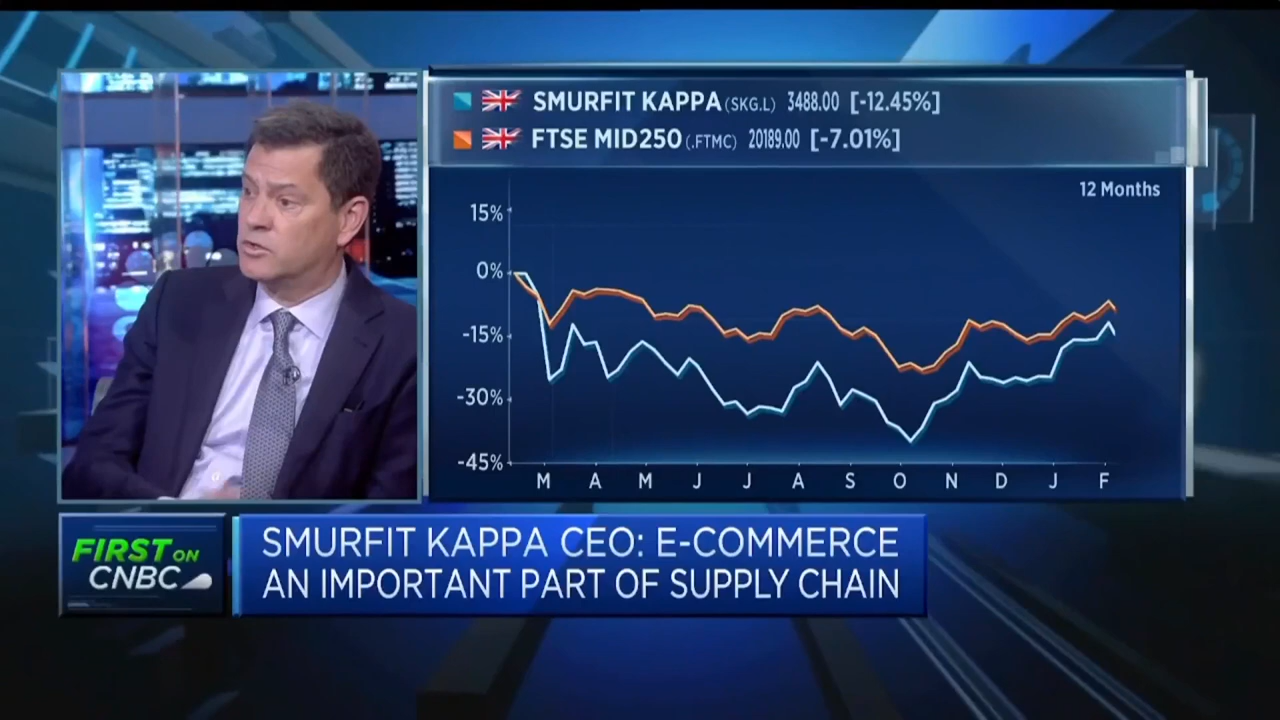 SMURFIT KAPPA (SKG.L) 3488.00 [-12.45%]
FTSE MID250 (.FTMC) 20189.00 [-7.01%]
12 Months
15%
0%
-15%
-30%
-45%
M A M J J A S O N D J F
FIRST ON
CNBC
SMURFIT KAPPA CEO: E-COMMERCE
AN IMPORTANT PART OF SUPPLY CHAIN